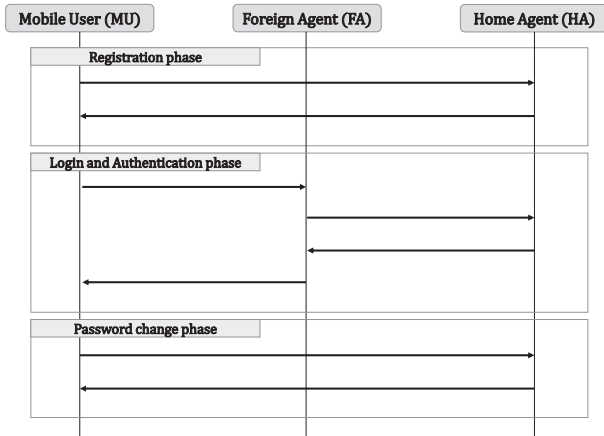 Mobile User (MU)
Foreign Agent (FA)
Home Agent (HA)
Registration phase
Login and Authentication phase
Password change phase